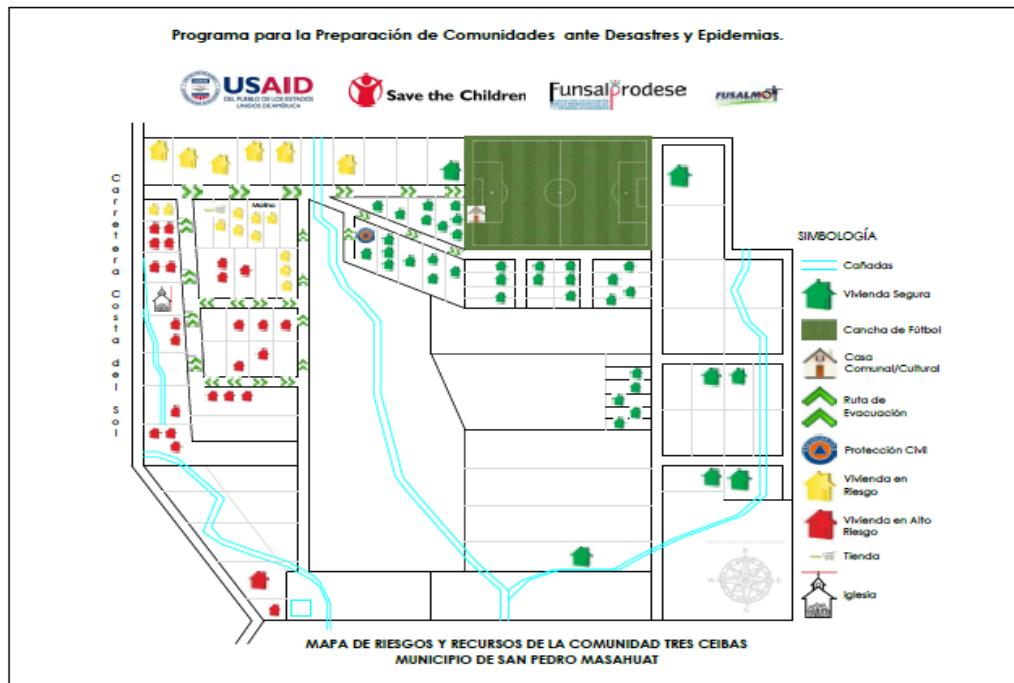 Programa para la Preparación de Comunidades ante Desastres y Epidemias.
USAID
DEL PUEBLO DE LOS ESTADOS
UNIDOS DE AMÉRICA
Save the Children
Funsalprodese
FUSALMO
Carretera Costa del Sol
Molino
SIMBOLOGÍA
Cañadas
Vivienda Segura
Cancha de Fútbol
Casa
Comunal/Cultural
Ruta de
Evacuación
Protección Civil
Vivienda en
Riesgo
Vivienda en Alto
Riesgo
Tienda
Iglesia
W
E
MAPA DE RIESGOS Y RECURSOS DE LA COMUNIDAD TRES CEIBAS
MUNICIPIO DE SAN PEDRO MASAHUAT